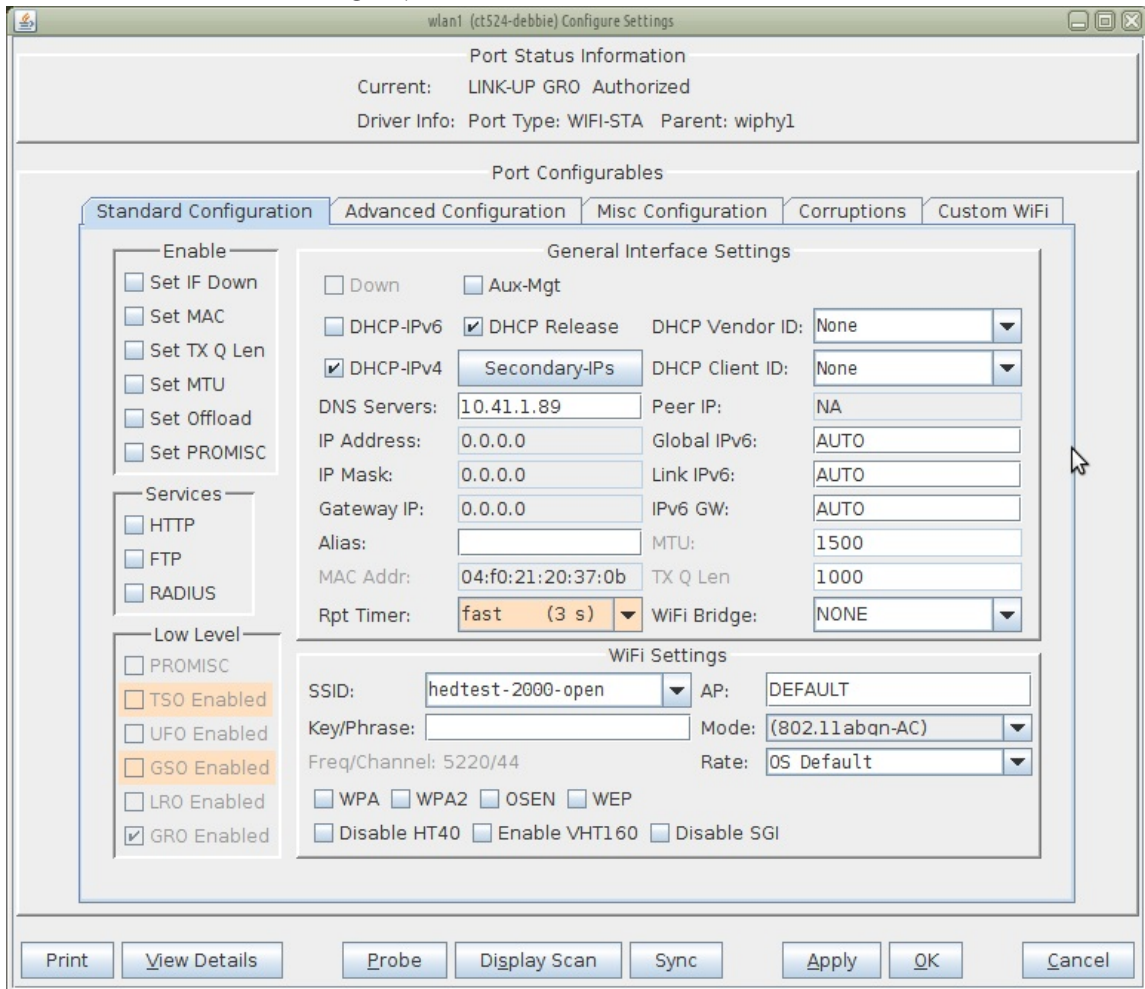 wlan1 (ct524-debbie) Configure Settings
Port Status Information
Current: LINK-UP GRO Authorized
Driver Info: Port Type: WIFI-STA Parent: wiphy1
Port Configurables
Standard Configuration Advanced Configuration Misc Configuration Corruptions Custom WiFi
Enable
Set IF Down
Set MAC
Set TX Q Len
Set MTU
Set Offload
Set PROMISC
Services
HTTP
FTP
RADIUS
Low Level
PROMISC
TSO Enabled
UFO Enabled
GSO Enabled
LRO Enabled
GRO Enabled
General Interface Settings
Down Aux-Mgt
DHCP-IPv6 DHCP Release DHCP Vendor ID: None
DHCP-IPv4 Secondary-IPs DHCP Client ID: None
DNS Servers: 10.41.1.89 Peer IP: NA
IP Address: 0.0.0.0 Global IPv6: AUTO
IP Mask: 0.0.0.0 Link IPv6: AUTO
Gateway IP: 0.0.0.0 IPv6 GW: AUTO
Alias: MTU: 1500
MAC Addr: 04:f0:21:20:37:0b TX Q Len 1000
Rpt Timer: fast (3 s) WiFi Bridge: NONE
WiFi Settings
SSID: hedtest-2000-open AP: DEFAULT
Key/Phrase: Mode: (802.11abgn-AC)
Freq/Channel: 5220/44 Rate: OS Default
WPA WPA2 OSEN WEP
Disable HT40 Enable VHT160 Disable SGI
Print View Details Probe Display Scan Sync Apply OK Cancel